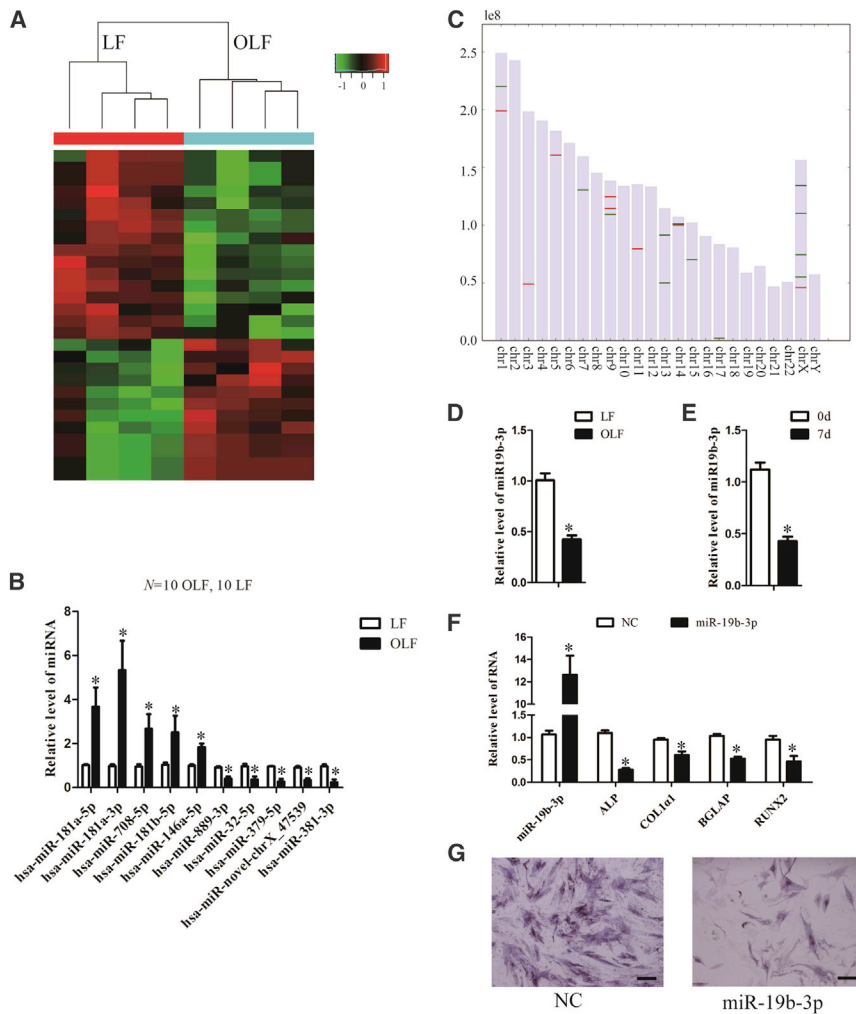 A
LF
OLF
-1 0 1
B
N=10 OLF, 10 LF
Relative level of miRNA
8
6
4
2
0
LF
OLF
*
*
*
*
*
*
*
*
*
*
hsa-miR-181a-5p
hsa-miR-181a-3p
hsa-miR-708-5p
hsa-miR-181b-5p
hsa-miR-146a-5p
hsa-miR-889-3p
hsa-miR-32-5p
hsa-miR-379-5p
hsa-miR-novel-chrX_47539
hsa-miR-381-3p
C
1e8
2.5
2.0
1.5
1.0
0.5
0.0
chr1
chr2
chr3
chr4
chr5
chr6
chr7
chr8
chr9
chr10
chr11
chr12
chr13
chr14
chr15
chr16
chr17
chr18
chr19
chr20
chr21
chr22
chrX
chrY
D
LF
OLF
Relative level of miR19b-3p
1.5
1.0
0.5
0.0
*
E
0d
7d
Relative level of miR19b-3p
1.5
1.0
0.5
0.0
*
F
NC
miR-19b-3p
Relative level of RNA
16
14
12
10
1.5
1.0
0.5
0.0
*
*
*
*
*
miR-19b-3p
ALP
COL1α1
BGLAP
RUNX2
G
NC
miR-19b-3p